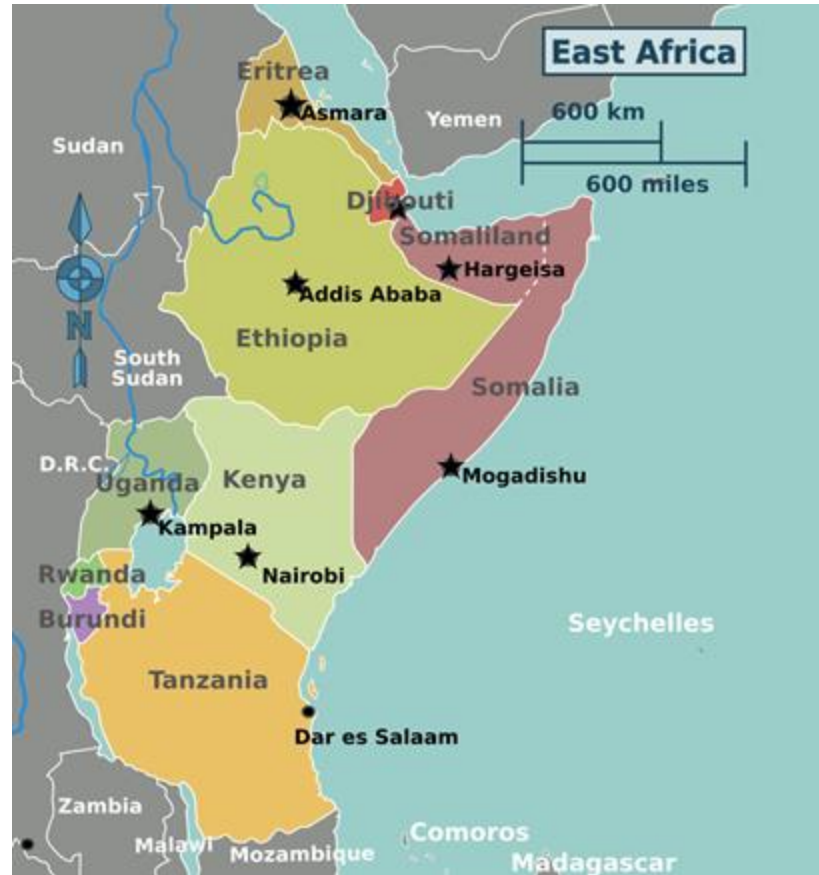 East Africa
Eritrea
Asmara
Yemen
600 km
600 miles
Sudan
Djibouti
Somaliland
Hargeisa
Addis Ababa
Ethiopia
N
South
Sudan
Somalia
D.R.C.
Uganda
Kenya
Mogadishu
Kampala
Nairobi
Rwanda
Burundi
Seychelles
Tanzania
Dar es Salaam
Zambia
Malawi
Mozambique
Comoros
Madagascar